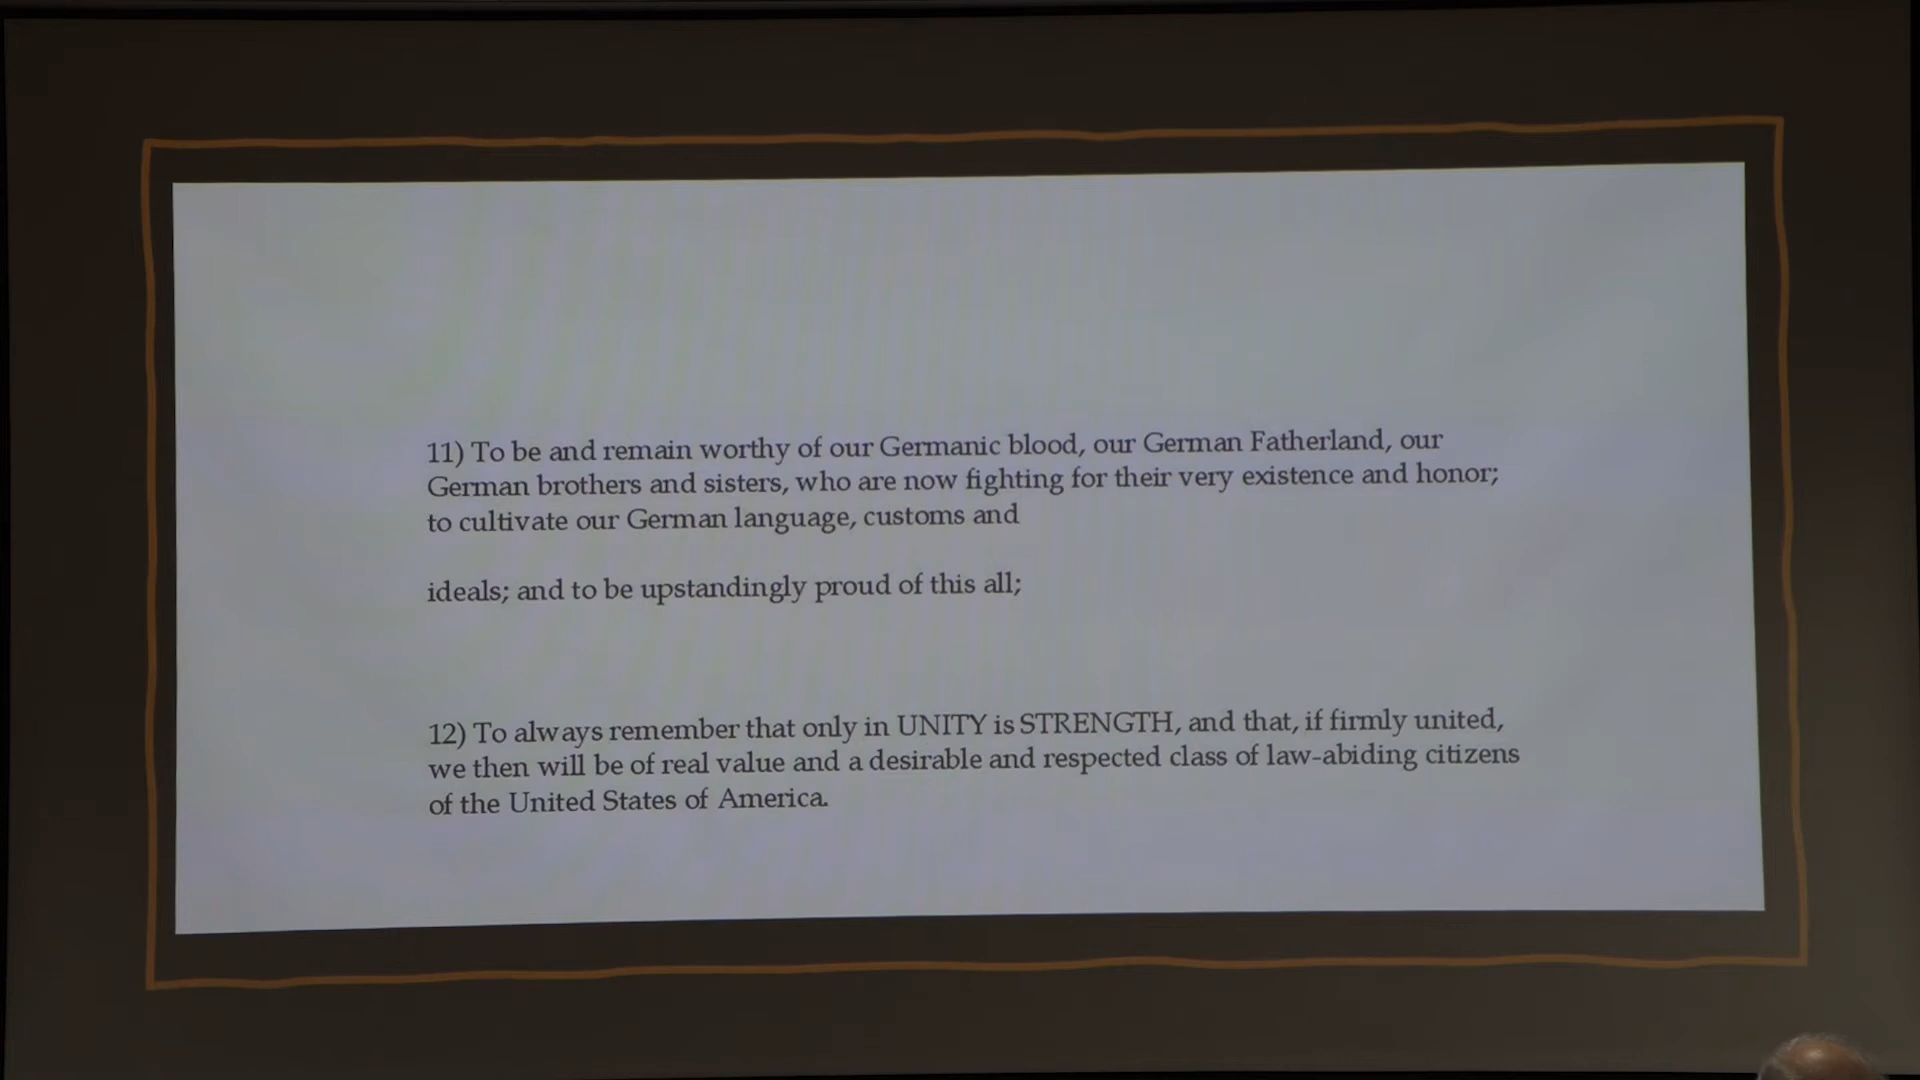 11) To be and remain worthy of our Germanic blood, our German Fatherland, our
German brothers and sisters, who are now fighting for their very existence and honor;
to cultivate our German language, customs and
ideals; and to be upstandingly proud of this all;
12) To always remember that only in UNITY is STRENGTH, and that, if firmly united,
we then will be of real value and a desirable and respected class of law-abiding citizens
of the United States of America.